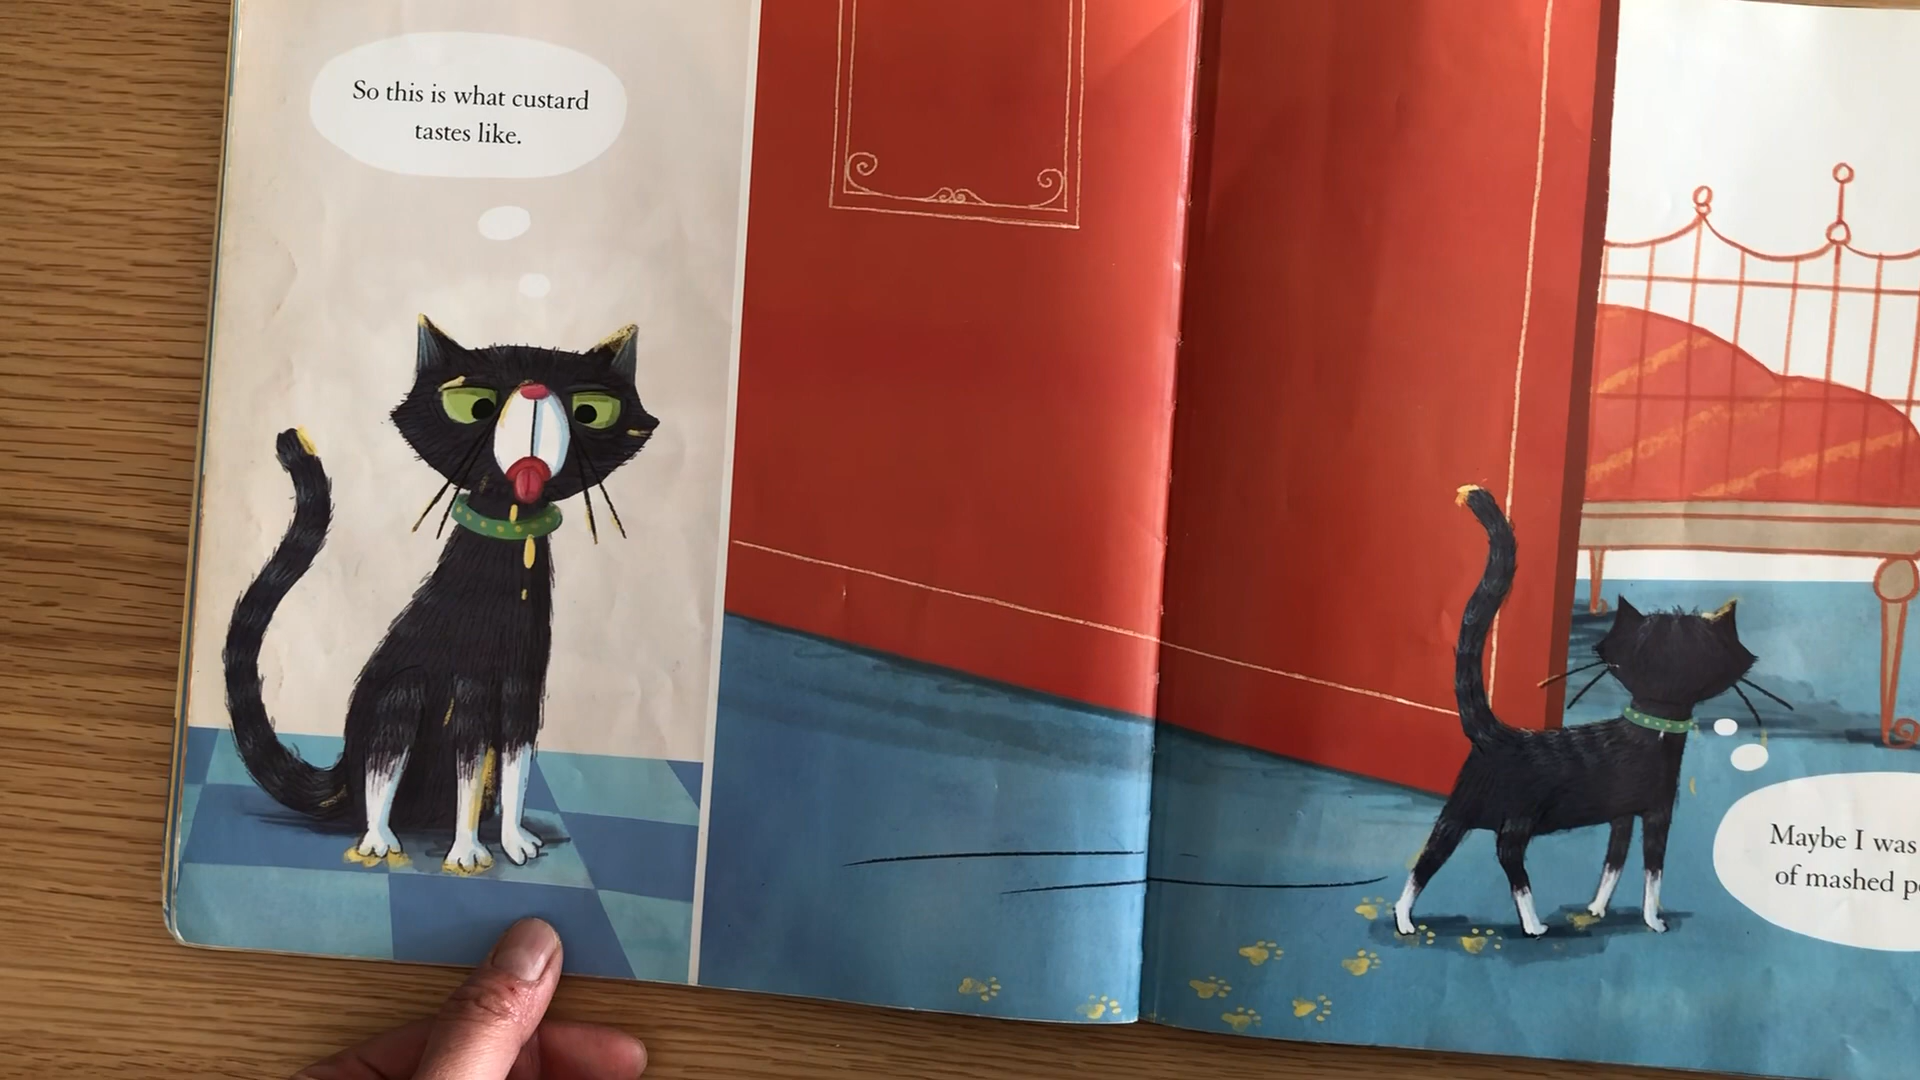 So this is what custard
tastes like.
Maybe I was
of mashed